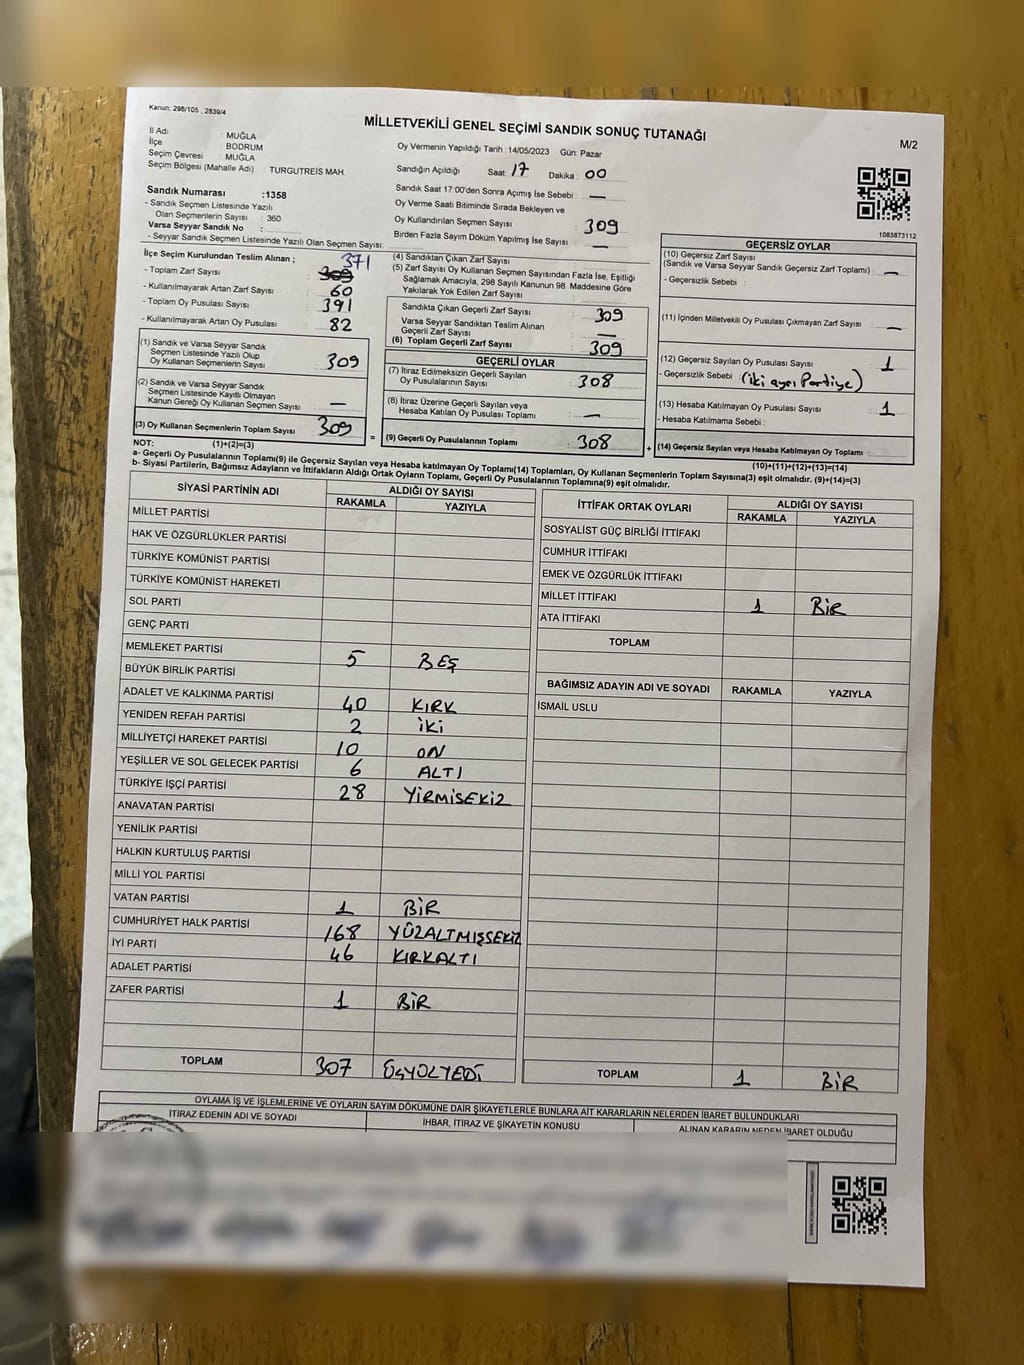 Kanun: 298/105 , 2839/4
MİLLETVEKİLİ GENEL SEÇİMİ SANDIK SONUÇ TUTANAĞI
M/2
İl Adı : MUĞLA
İlçe : BODRUM
Seçim Çevresi : MUĞLA
Seçim Bölgesi (Mahalle Adı) : TURGUTREİS MAH.
Sandık Numarası :1358
- Sandık Seçmen Listesinde Yazılı
Olan Seçmenlerin Sayısı : 360
Varsa Seyyar Sandık No :
- Seyyar Sandık Seçmen Listesinde Yazılı Olan Seçmen Sayısı:
Oy Vermenin Yapıldığı Tarih : 14/05/2023 Gün: Pazar
Sandığın Açıldığı Saat 17 Dakika : 00
Sandık Saat 17:00'den Sonra Açımış İse Sebebi : —
Oy Verme Saati Bitiminde Sırada Bekleyen ve
Oy Kullandırılan Seçmen Sayısı : 309
Birden Fazla Sayım Döküm Yapılmış İse Sayısı : —
1083873112
İlçe Seçim Kurulundan Teslim Alınan ; 371
- Toplam Zarf Sayısı : 309
- Kullanılmayarak Artan Zarf Sayısı : 60
- Toplam Oy Pusulası Sayısı : 391
- Kullanılmayarak Artan Oy Pusulası : 82
(1) Sandık ve Varsa Seyyar Sandık
Seçmen Listesinde Yazılı Olup
Oy Kullanan Seçmenlerin Sayısı : 309
(2) Sandık ve Varsa Seyyar Sandık
Seçmen Listesinde Kayıtlı Olmayan
Kanun Gereği Oy Kullanan Seçmen Sayısı : —
(3) Oy Kullanan Seçmenlerin Toplam Sayısı : 309
(4) Sandıktan Çıkan Zarf Sayısı :
(5) Zarf Sayısı Oy Kullanan Seçmen Sayısından Fazla İse, Eşitliği
Sağlamak Amacıyla, 298 Sayılı Kanunun 98. Maddesine Göre
Yakılarak Yok Edilen Zarf Sayısı :
Sandıkta Çıkan Geçerli Zarf Sayısı : 309
Varsa Seyyar Sandıktan Teslim Alınan
Geçerli Zarf Sayısı : —
(6) Toplam Geçerli Zarf Sayısı : 309
GEÇERLİ OYLAR
(7) İtiraz Edilmeksizin Geçerli Sayılan
Oy Pusulalarının Sayısı : 308
(8) İtiraz Üzerine Geçerli Sayılan veya
Hesaba Katılan Oy Pusulası Toplamı : —
= (9) Geçerli Oy Pusulalarının Toplamı : 308
GEÇERSİZ OYLAR
(10) Geçersiz Zarf Sayısı
(Sandık ve Varsa Seyyar Sandık Geçersiz Zarf Toplamı) : —
- Geçersizlik Sebebi :
(11) İçinden Milletvekili Oy Pusulası Çıkmayan Zarf Sayısı : —
(12) Geçersiz Sayılan Oy Pusulası Sayısı : 1
- Geçersizlik Sebebi : (iki ayrı Partiye)
(13) Hesaba Katılmayan Oy Pusulası Sayısı : 1
- Hesaba Katılmama Sebebi :
+ (14) Geçersiz Sayılan veya Hesaba Katılmayan Oy Toplamı :
NOT: (1)+(2)=(3)
(10)+(11)+(12)+(13)=(14)
a- Geçerli Oy Pusulalarının Toplamı(9) ile Geçersiz Sayılan veya Hesaba katılmayan Oy Toplamı(14) Toplamları, Oy Kullanan Seçmenlerin Toplam Sayısına(3) eşit olmalıdır. (9)+(14)=(3)
b- Siyasi Partilerin, Bağımsız Adayların ve İttifakların Aldığı Ortak Oyların Toplamı, Geçerli Oy Pusulalarının Toplamına(9) eşit olmalıdır.
SİYASİ PARTİNİN ADI ALDIĞI OY SAYISI
RAKAMLA YAZIYLA
MİLLET PARTİSİ
HAK VE ÖZGÜRLÜKLER PARTİSİ
TÜRKİYE KOMÜNİST PARTİSİ
TÜRKİYE KOMÜNİST HAREKETİ
SOL PARTİ
GENÇ PARTİ
MEMLEKET PARTİSİ 5 BEŞ
BÜYÜK BİRLİK PARTİSİ
ADALET VE KALKINMA PARTİSİ 40 KIRK
YENİDEN REFAH PARTİSİ 2 İKİ
MİLLİYETÇİ HAREKET PARTİSİ 10 ON
YEŞİLLER VE SOL GELECEK PARTİSİ 6 ALTI
TÜRKİYE İŞÇİ PARTİSİ 28 YİRMİSEKİZ
ANAVATAN PARTİSİ
YENİLİK PARTİSİ
HALKIN KURTULUŞ PARTİSİ
MİLLİ YOL PARTİSİ
VATAN PARTİSİ 1 BİR
CUMHURİYET HALK PARTİSİ 168 YÜZALTMIŞSEKİZ
İYİ PARTİ 46 KIRKALTI
ADALET PARTİSİ
ZAFER PARTİSİ 1 BİR
TOPLAM 307 ÜÇYÜZYEDİ
İTTİFAK ORTAK OYLARI ALDIĞI OY SAYISI
RAKAMLA YAZIYLA
SOSYALİST GÜÇ BİRLİĞİ İTTİFAKI
CUMHUR İTTİFAKI
EMEK VE ÖZGÜRLÜK İTTİFAKI
MİLLET İTTİFAKI 1 BİR
ATA İTTİFAKI
TOPLAM
BAĞIMSIZ ADAYIN ADI VE SOYADI RAKAMLA YAZIYLA
İSMAİL USLU
TOPLAM 1 BİR
OYLAMA İŞ VE İŞLEMLERİNE VE OYLARIN SAYIM DÖKÜMÜNE DAİR ŞİKAYETLERLE BUNLARA AİT KARARLARIN NELERDEN İBARET BULUNDUKLARI
İTİRAZ EDENİN ADI VE SOYADI İHBAR, İTİRAZ VE ŞİKAYETİN KONUSU ALINAN KARARIN NEDEN İBARET OLDUĞU